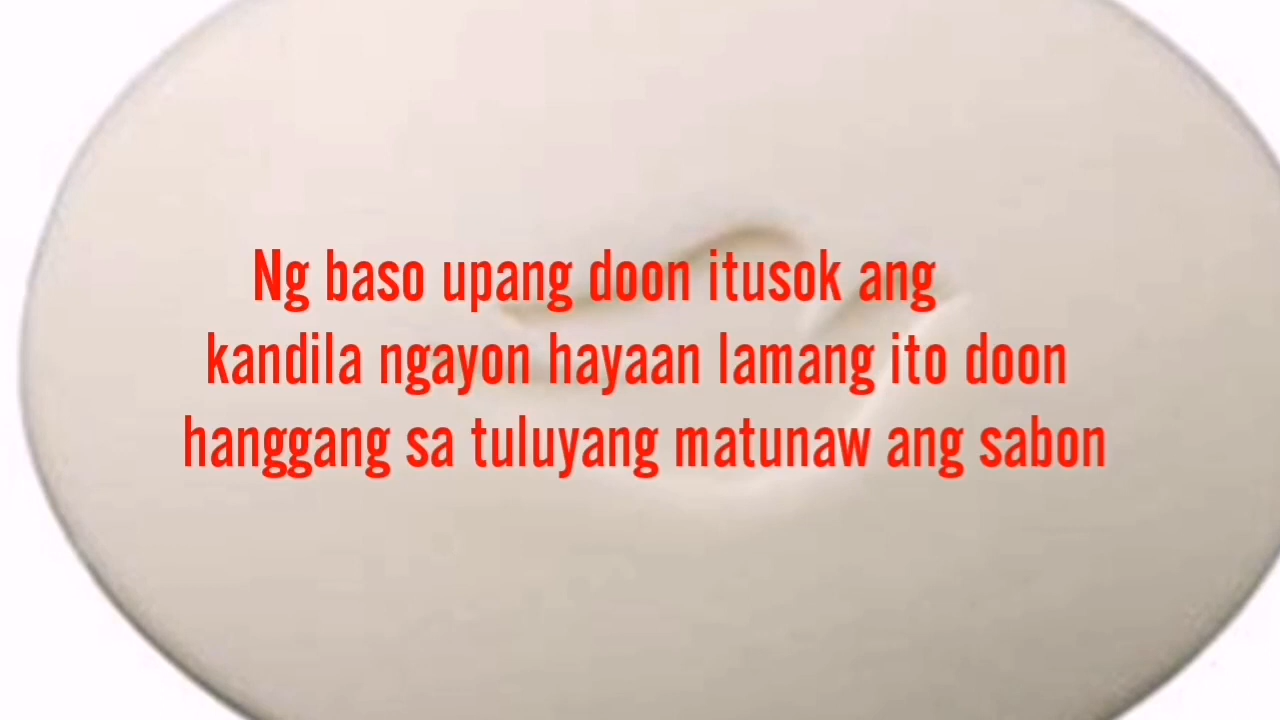 Ng baso upang doon itusok ang
kandila ngayon hayaan lamang ito doon
hanggang sa tuluyang matunaw ang sabon